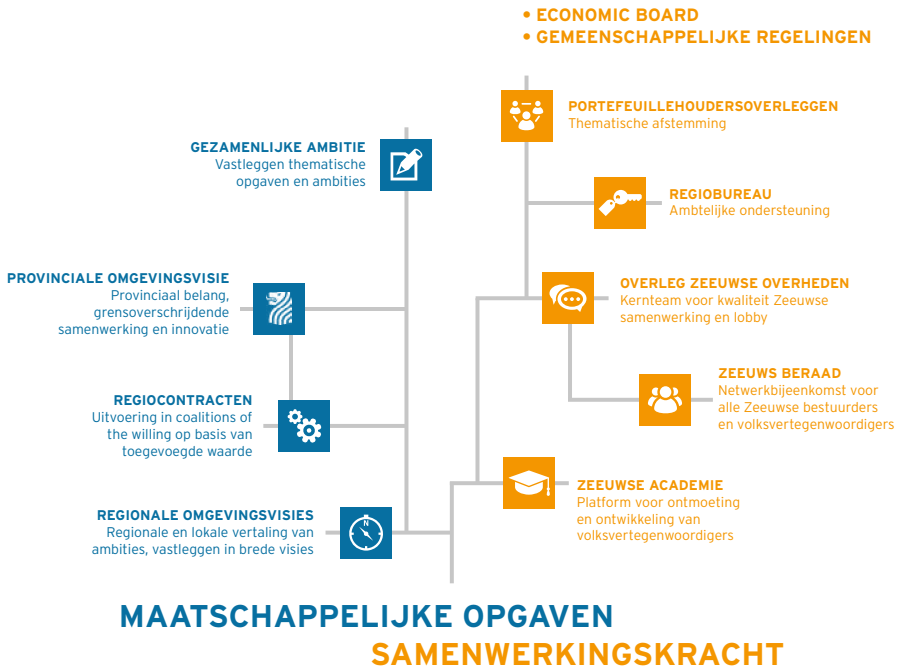 • ECONOMIC BOARD
• GEMEENSCHAPPELIJKE REGELINGEN
GEZAMENLIJKE AMBITIE
Vastleggen thematische
opgaven en ambities
PROVINCIALE OMGEVINGSVISIE
Provinciaal belang,
grensoverschrijdende
samenwerking en innovatie
REGIOCONTRACTEN
Uitvoering in coalitions of
the willing op basis van
toegevoegde waarde
REGIONALE OMGEVINGSVISIES
Regionale en lokale vertaling van
ambities, vastleggen in brede visies
N
PORTEFEUILLEHOUDERSOVERLEGGEN
Thematische afstemming
REGIOBUREAU
Ambtelijke ondersteuning
OVERLEG ZEEUWSE OVERHEDEN
Kernteam voor kwaliteit Zeeuwse
samenwerking en lobby
ZEEUWS BERAAD
Netwerkbijeenkomst voor
alle Zeeuwse bestuurders
en volksvertegenwoordigers
ZEEUWSE ACADEMIE
Platform voor ontmoeting
en ontwikkeling van
volksvertegenwoordigers
MAATSCHAPPELIJKE OPGAVEN
SAMENWERKINGSKRACHT